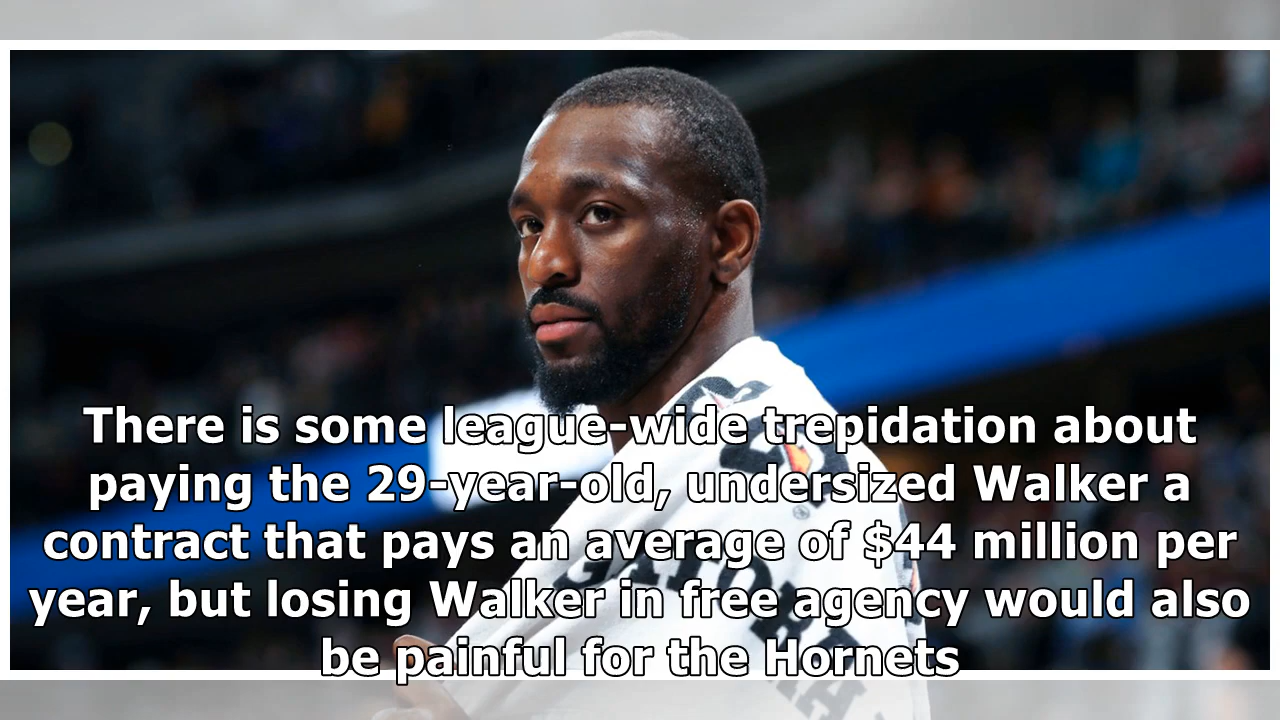 There is some league-wide trepidation about
paying the 29-year-old, undersized Walker a
contract that pays an average of $44 million per
year, but losing Walker in free agency would also
be painful for the Hornets